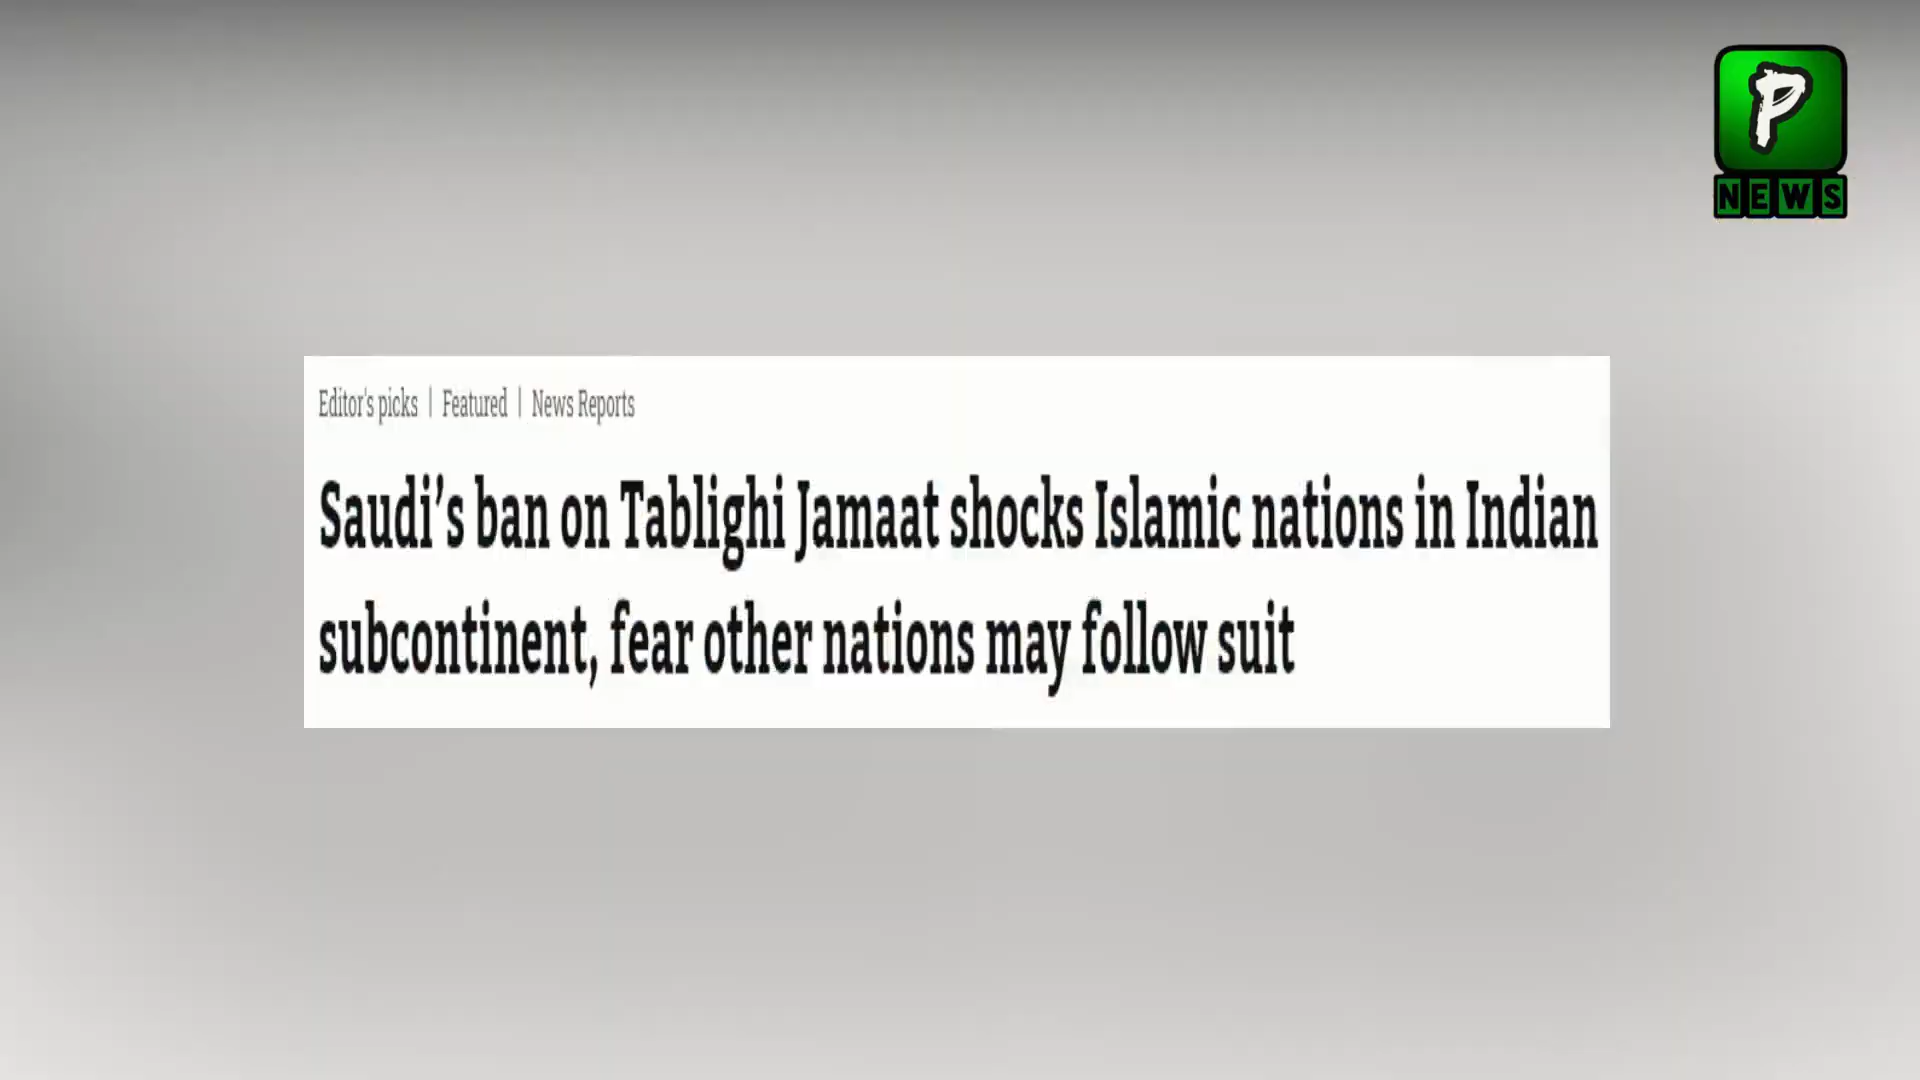 P
NEWS
Editor's picks | Featured | News Reports
Saudi’s ban on Tablighi Jamaat shocks Islamic nations in Indian
subcontinent, fear other nations may follow suit